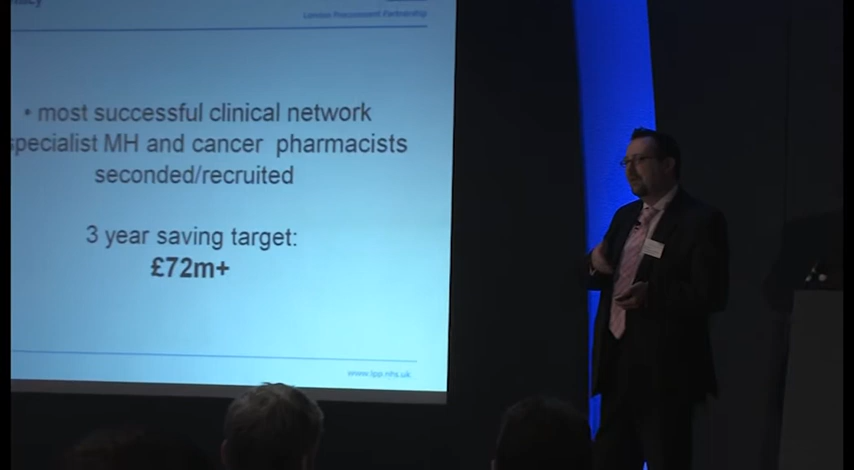 London Procurement Partnership
• most successful clinical network
specialist MH and cancer pharmacists
seconded/recruited
3 year saving target:
£72m+
www.lpp.nhs.uk